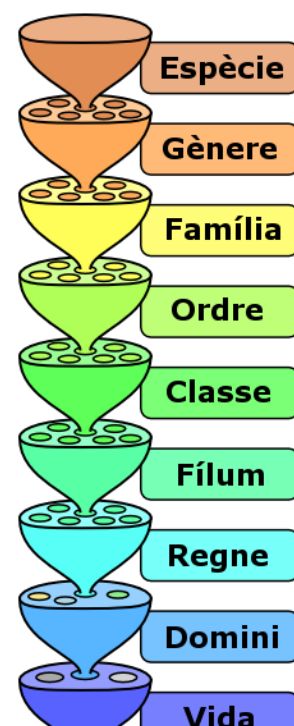 Espècie
Gènere
Família
Ordre
Classe
Fílum
Regne
Domini
Vida